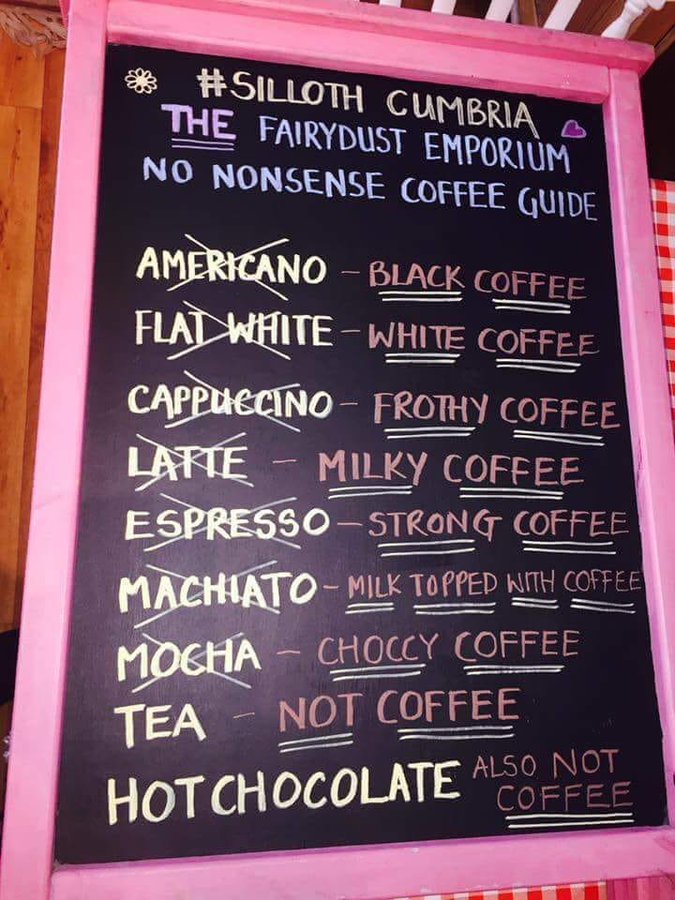 #SILLOTH CUMBRIA
THE FAIRYDUST EMPORIUM
NO NONSENSE COFFEE GUIDE
AMERICANO - BLACK COFFEE
FLAT WHITE - WHITE COFFEE
CAPPUCCINO - FROTHY COFFEE
LATTE - MILKY COFFEE
ESPRESSO - STRONG COFFEE
MACHIATO - MILK TOPPED WITH COFFEE
MOCHA - CHOCCY COFFEE
TEA - NOT COFFEE
HOT CHOCOLATE ALSO NOT
COFFEE